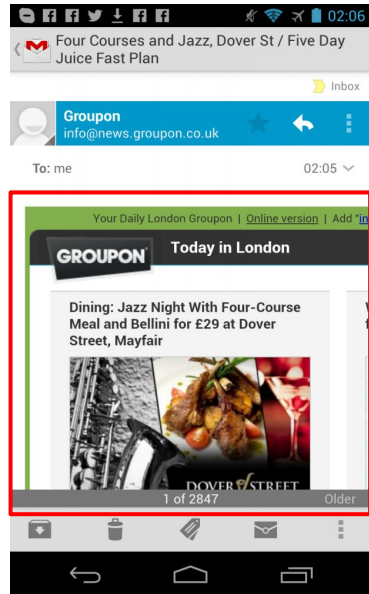 02:06
Four Courses and Jazz, Dover St / Five Day
Juice Fast Plan
Inbox
Groupon
info@news.groupon.co.uk
To: me
02:05
Your Daily London Groupon | Online version | Add "in
GROUPON
Today in London
Dining: Jazz Night With Four-Course
Meal and Bellini for £29 at Dover
Street, Mayfair
DOVER STREET
1 of 2847
Older